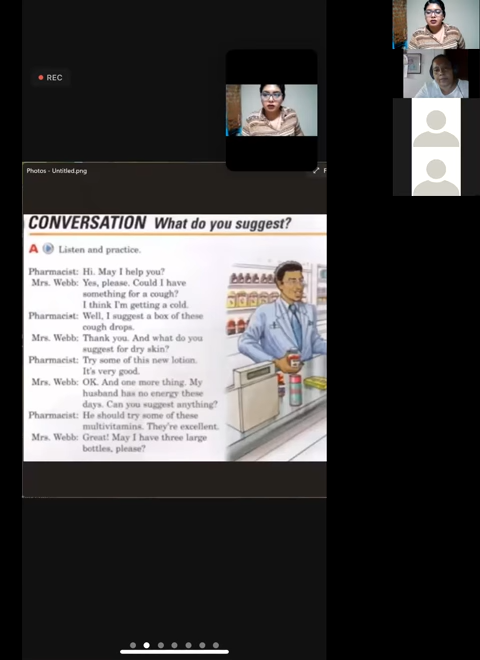 REC
Photos - Untitled.png
F
CONVERSATION What do you suggest?
A Listen and practice.
Pharmacist: Hi. May I help you?
Mrs. Webb: Yes, please. Could I have
something for a cough?
I think I'm getting a cold.
Pharmacist: Well, I suggest a box of these
cough drops.
Mrs. Webb: Thank you. And what do you
suggest for dry skin?
Pharmacist: Try some of this new lotion.
It's very good.
Mrs. Webb: OK. And one more thing. My
husband has no energy these
days. Can you suggest anything?
Pharmacist: He should try some of these
multivitamins. They're excellent.
Mrs. Webb: Great! May I have three large
bottles, please?